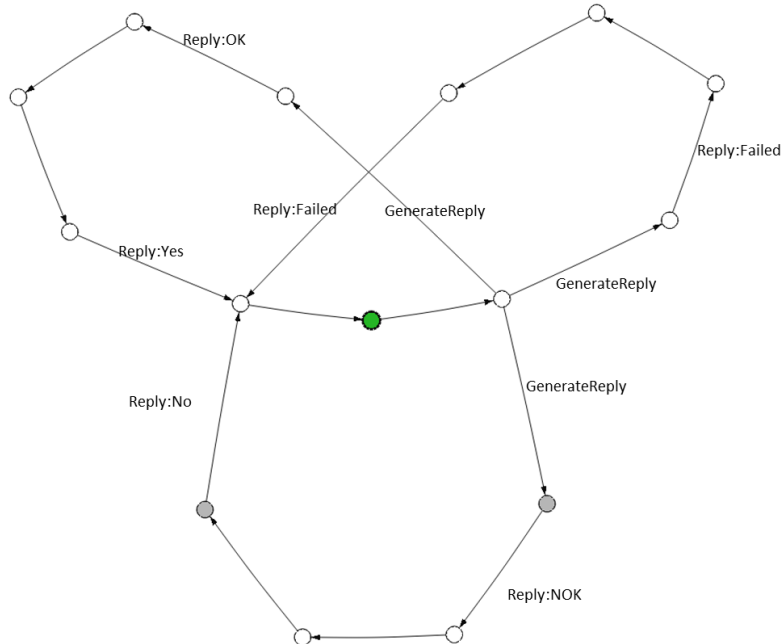 Reply:OK
Reply:Failed
Reply:Failed
GenerateReply
Reply:Yes
GenerateReply
GenerateReply
Reply:No
Reply:NOK